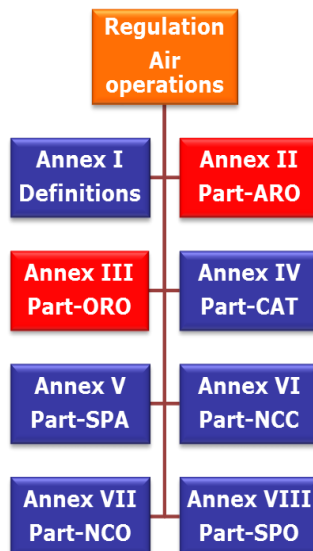 Regulation
Air
operations
Annex I
Definitions
Annex II
Part-ARO
Annex III
Part-ORO
Annex IV
Part-CAT
Annex V
Part-SPA
Annex VI
Part-NCC
Annex VII
Part-NCO
Annex VIII
Part-SPO